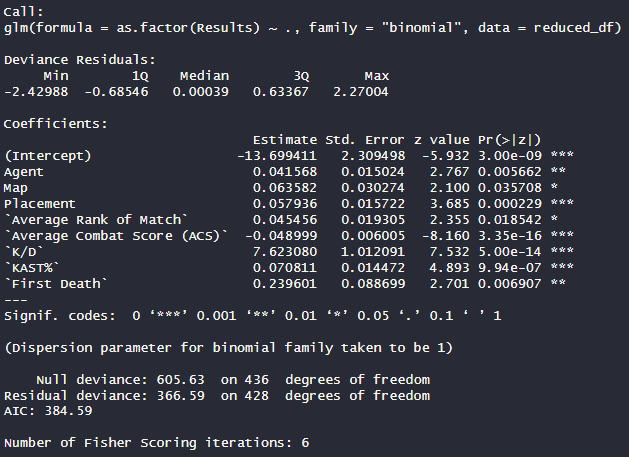 Call:
glm(formula = as.factor(Results) ~ ., family = "binomial", data = reduced_df)
Deviance Residuals:
Min 1Q Median 3Q Max
-2.42988 -0.68546 0.00039 0.63367 2.27004
Coefficients:
Estimate Std. Error z value Pr(>|z|)
(Intercept) -13.699411 2.309498 -5.932 3.00e-09 ***
Agent 0.041568 0.015024 2.767 0.005662 **
Map 0.063582 0.030274 2.100 0.035708 *
Placement 0.057936 0.015722 3.685 0.000229 ***
`Average Rank of Match` 0.045456 0.019305 2.355 0.018542 *
`Average Combat Score (ACS)` -0.048999 0.006005 -8.160 3.35e-16 ***
`K/D` 7.623080 1.012091 7.532 5.00e-14 ***
`KAST%` 0.070811 0.014472 4.893 9.94e-07 ***
`First Death` 0.239601 0.088699 2.701 0.006907 **
---
Signif. codes: 0 ‘***’ 0.001 ‘**’ 0.01 ‘*’ 0.05 ‘.’ 0.1 ‘ ’ 1
(Dispersion parameter for binomial family taken to be 1)
Null deviance: 605.63 on 436 degrees of freedom
Residual deviance: 366.59 on 428 degrees of freedom
AIC: 384.59
Number of Fisher Scoring iterations: 6